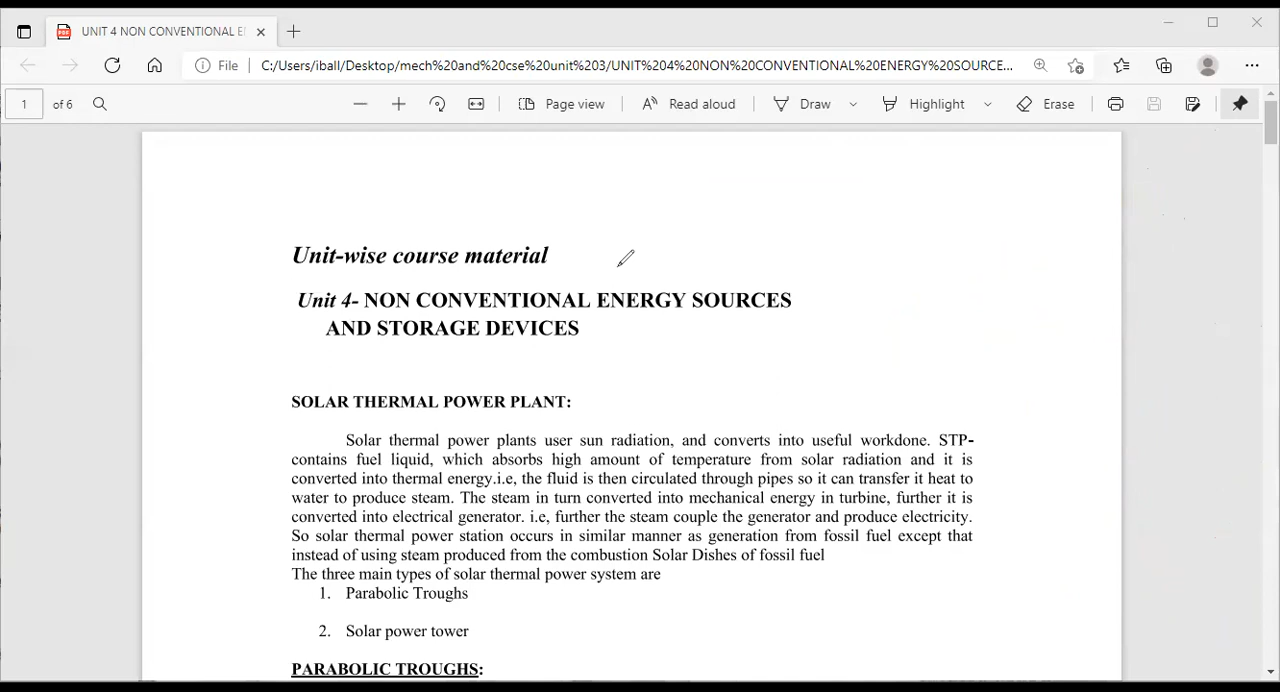 UNIT 4 NON CONVENTIONAL E
File
C:/Users/iball/Desktop/mech%20and%20cse%20unit%203/UNIT%204%20NON%20CONVENTIONAL%20ENERGY%20SOURCE...
1 of 6
Page view
Read aloud
Draw
Highlight
Erase
Unit-wise course material
Unit 4- NON CONVENTIONAL ENERGY SOURCES
AND STORAGE DEVICES
SOLAR THERMAL POWER PLANT:
Solar thermal power plants user sun radiation, and converts into useful workdone. STP-
contains fuel liquid, which absorbs high amount of temperature from solar radiation and it is
converted into thermal energy.i.e, the fluid is then circulated through pipes so it can transfer it heat to
water to produce steam. The steam in turn converted into mechanical energy in turbine, further it is
converted into electrical generator. i.e, further the steam couple the generator and produce electricity.
So solar thermal power station occurs in similar manner as generation from fossil fuel except that
instead of using steam produced from the combustion Solar Dishes of fossil fuel
The three main types of solar thermal power system are
1. Parabolic Troughs
2. Solar power tower
PARABOLIC TROUGHS: